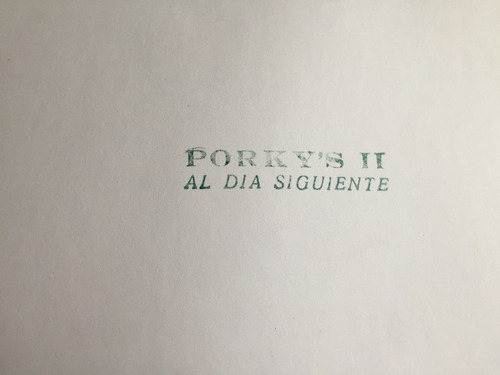 PORKY'S II
AL DIA SIGUIENTE